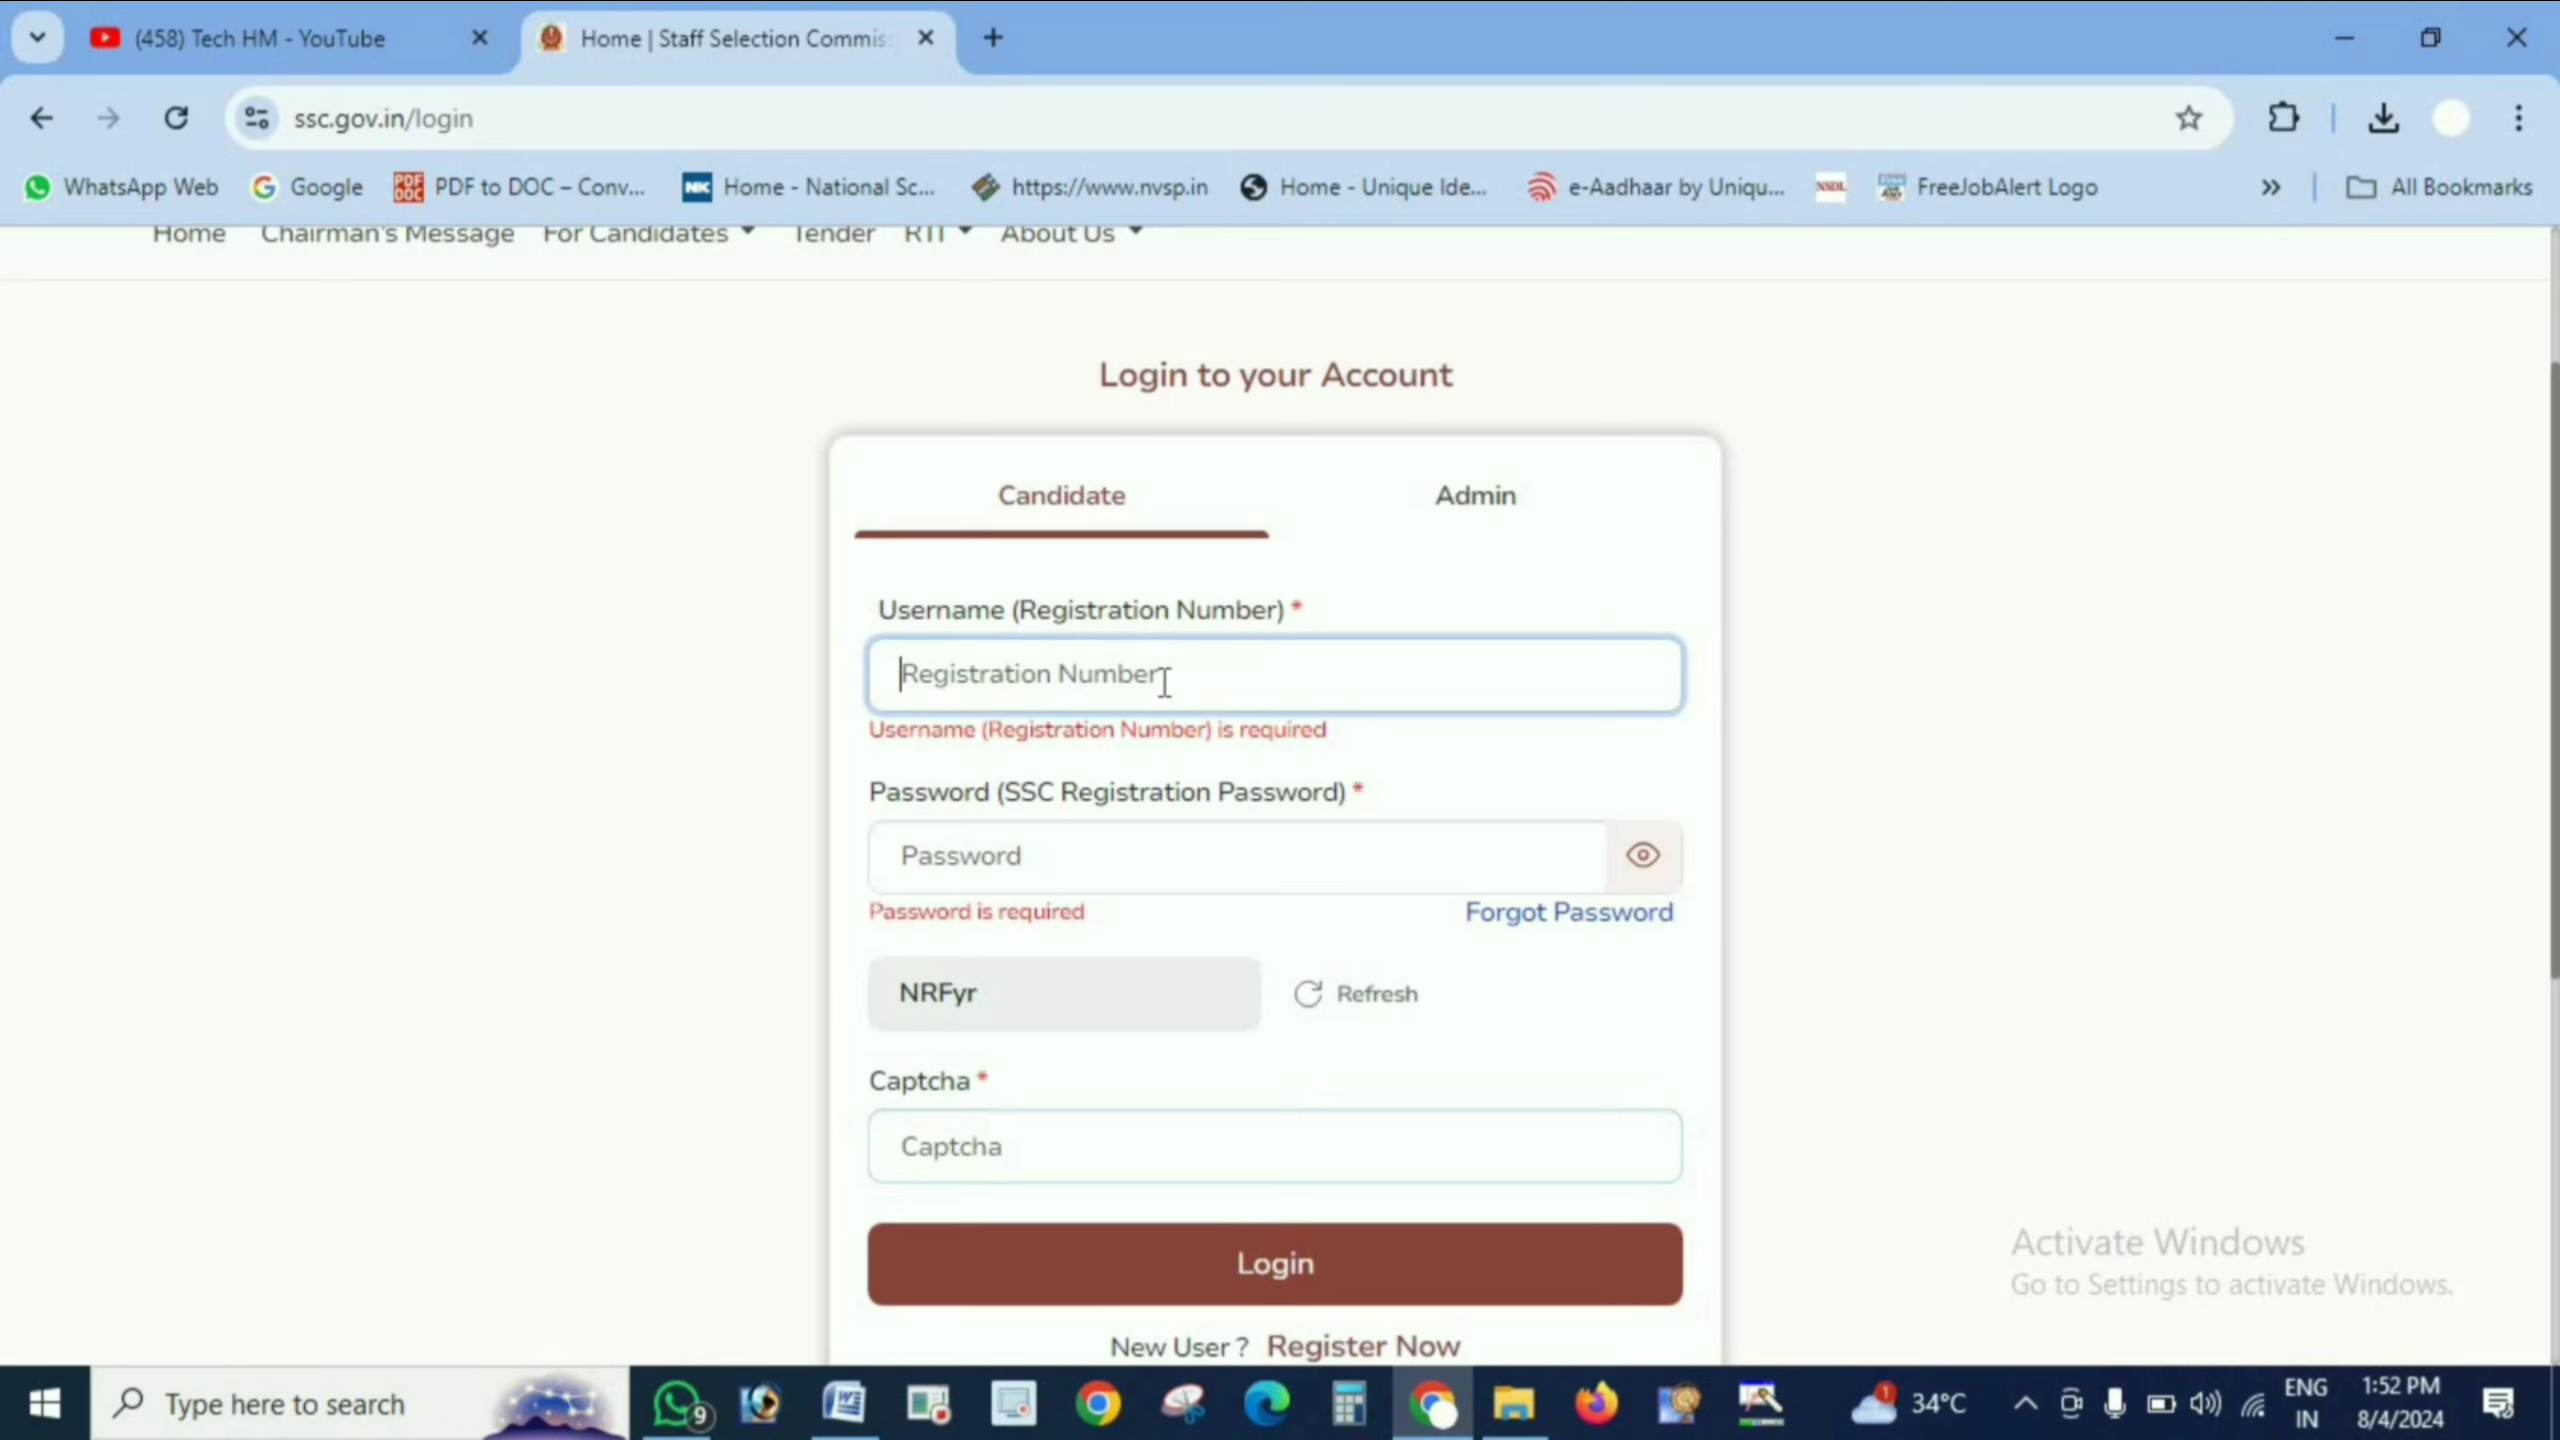 (458) Tech HM - YouTube
Home | Staff Selection Commis
ssc.gov.in/login
WhatsApp Web
Google
PDF to DOC – Conv...
Home - National Sc...
https://www.nvsp.in
Home - Unique Ide...
e-Aadhaar by Uniqu...
NSDL
FreeJobAlert Logo
All Bookmarks
Home
Chairman's Message
For Candidates
Tender
RTI
About Us
Login to your Account
Candidate
Admin
Username (Registration Number) *
Registration Number
Username (Registration Number) is required
Password (SSC Registration Password) *
Password
Password is required
Forgot Password
NRFyr
Refresh
Captcha *
Captcha
Login
New User ? Register Now
Activate Windows
Go to Settings to activate Windows.
Type here to search
9
1
34°C
ENG
IN
1:52 PM
8/4/2024